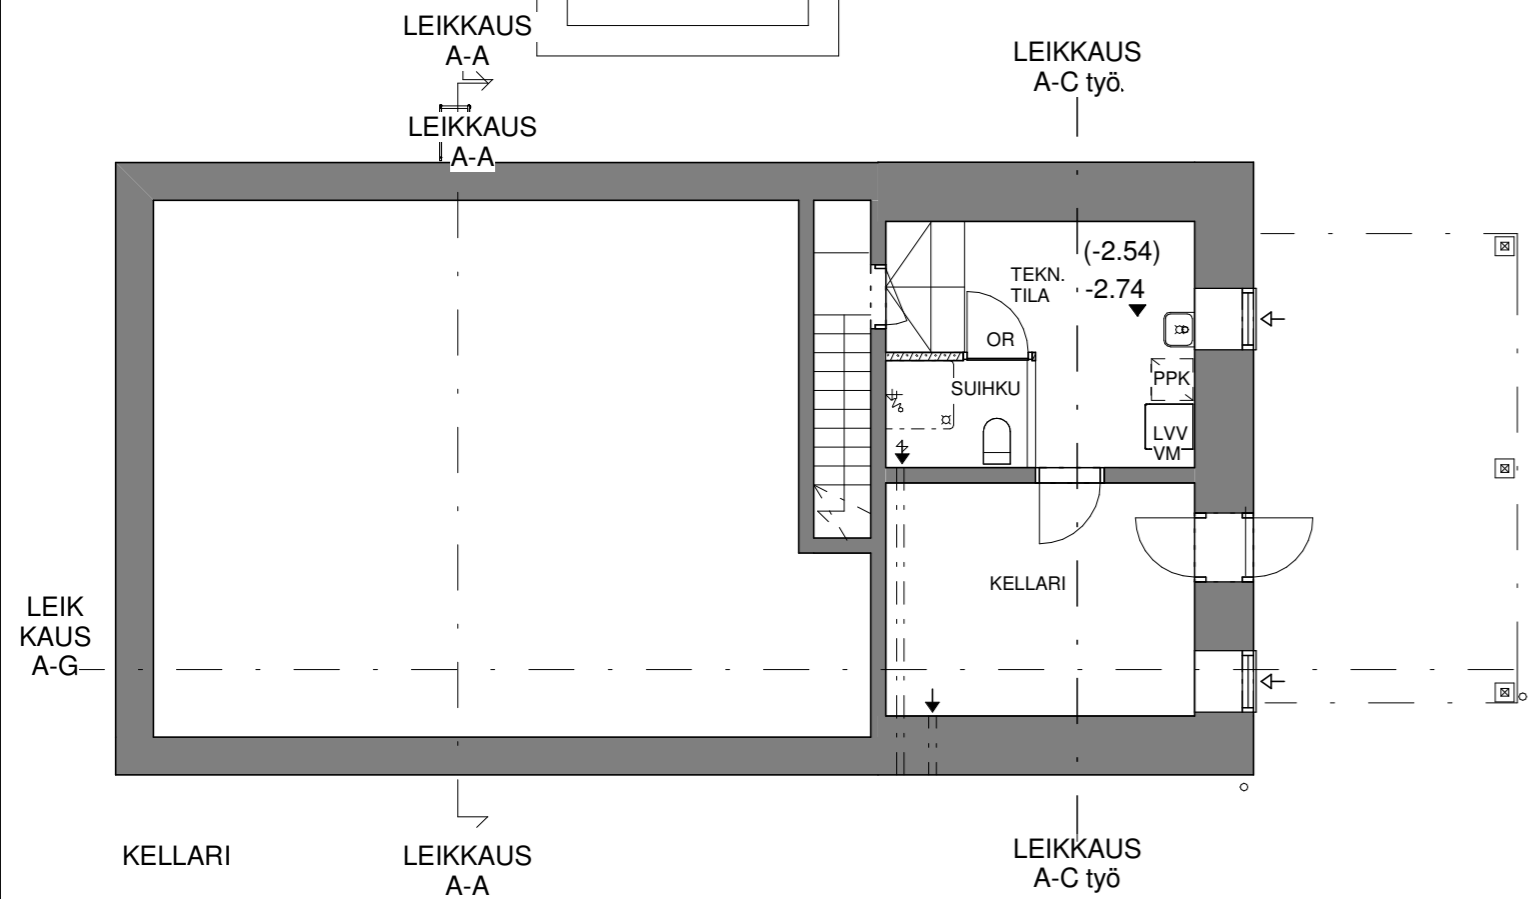 LEIKKAUS
A-A
LEIKKAUS
A-C työ.
LEIKKAUS
A-A
(-2.54)
TEKN.
TILA
-2.74
OR
PPK
SUIHKU
LVV
VM
KELLARI
LEIK
KAUS
A-G
KELLARI
LEIKKAUS
A-A
LEIKKAUS
A-C työ